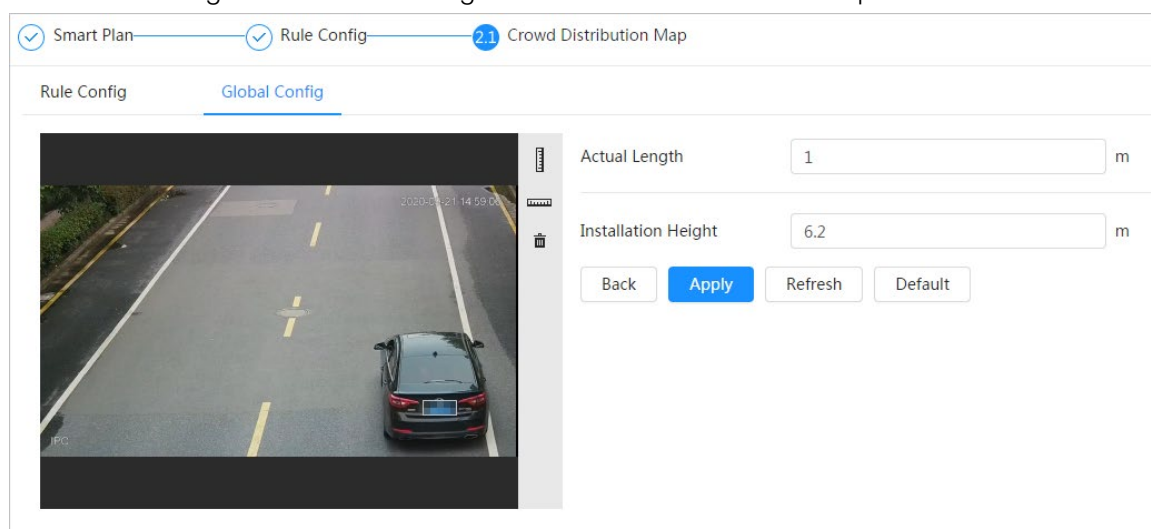 Smart Plan Rule Config 2.1 Crowd Distribution Map
Rule Config Global Config
Actual Length 1 m
Installation Height 6.2 m
Back Apply Refresh Default
IPC